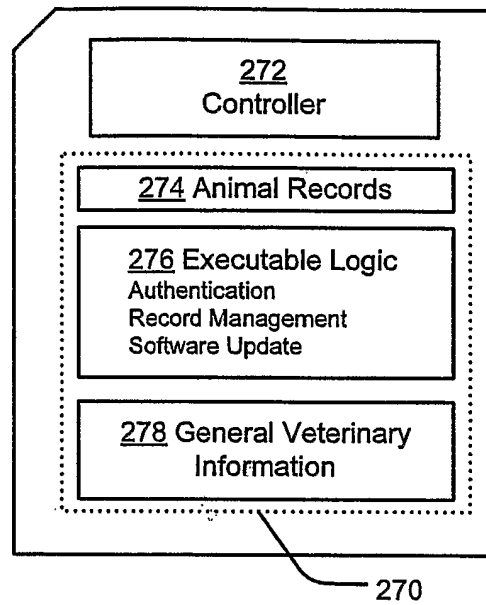 272
Controller
274 Animal Records
276 Executable Logic
Authentication
Record Management
Software Update
278 General Veterinary
Information
270